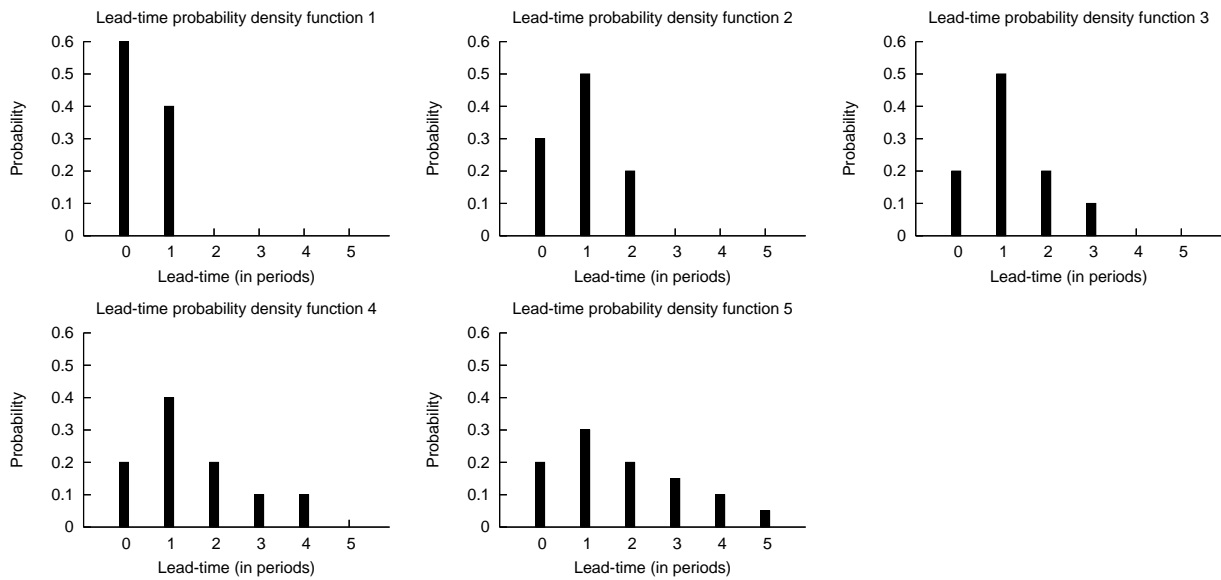 Lead-time probability density function 1
0.6
0.5
0.4
0.3
0.2
0.1
0
Probability
0 1 2 3 4 5
Lead-time (in periods)
Lead-time probability density function 2
0.6
0.5
0.4
0.3
0.2
0.1
0
Probability
0 1 2 3 4 5
Lead-time (in periods)
Lead-time probability density function 3
0.6
0.5
0.4
0.3
0.2
0.1
0
Probability
0 1 2 3 4 5
Lead-time (in periods)
Lead-time probability density function 4
0.6
0.5
0.4
0.3
0.2
0.1
0
Probability
0 1 2 3 4 5
Lead-time (in periods)
Lead-time probability density function 5
0.6
0.5
0.4
0.3
0.2
0.1
0
Probability
0 1 2 3 4 5
Lead-time (in periods)